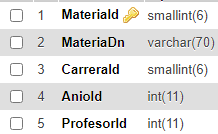 1 MateriaId smallint(6)
2 MateriaDn varchar(70)
3 CarreraId smallint(6)
4 AnioId int(11)
5 ProfesorId int(11)